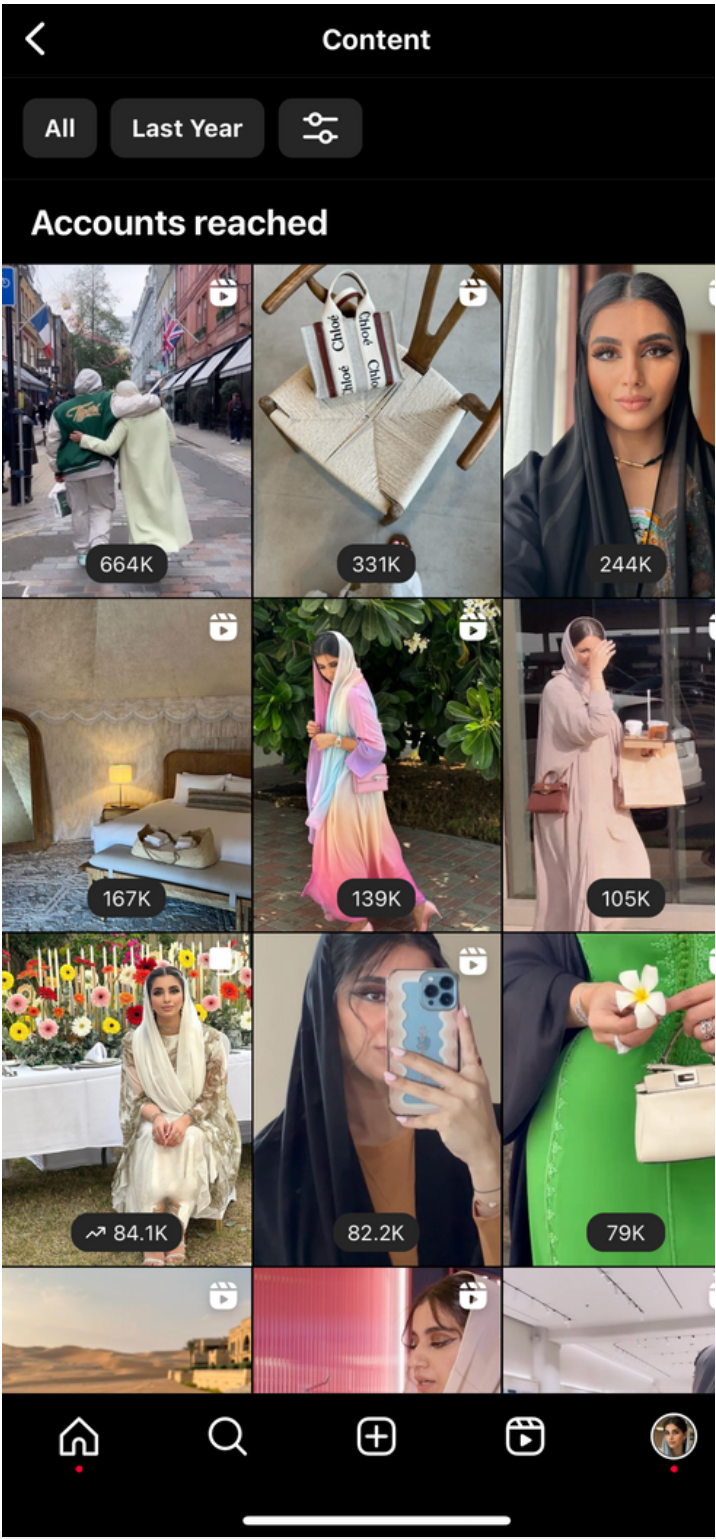 Content
All
Last Year
Accounts reached
Chloé
Chloé
664K
331K
244K
167K
139K
105K
84.1K
82.2K
79K